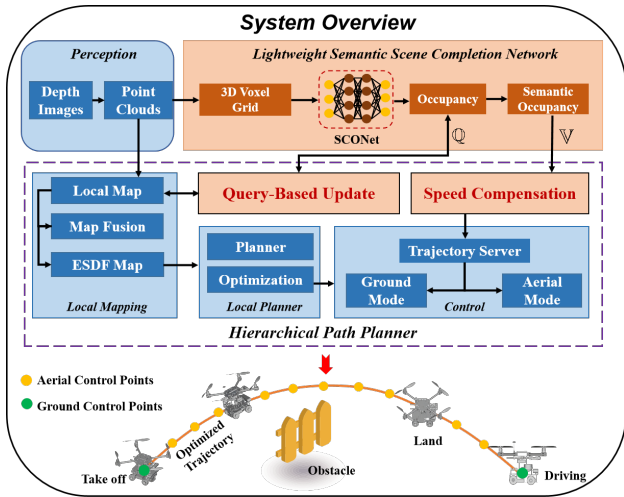 System Overview
Perception
Lightweight Semantic Scene Completion Network
Depth
Images
Point
Clouds
3D Voxel
Grid
SCONet
Occupancy
Semantic
Occupancy
ℚ
𝕍
Local Map
Query-Based Update
Speed Compensation
Map Fusion
ESDF Map
Local Mapping
Planner
Optimization
Local Planner
Trajectory Server
Ground
Mode
Aerial
Mode
Control
Hierarchical Path Planner
Aerial Control Points
Ground Control Points
Take off
Optimized
Trajectory
Obstacle
Land
Driving